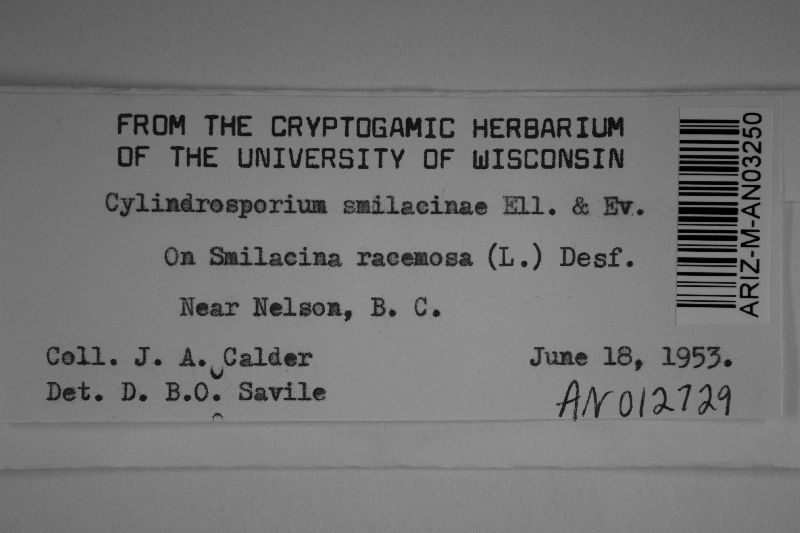 FROM THE CRYPTOGAMIC HERBARIUM
OF THE UNIVERSITY OF WISCONSIN
Cylindrosporium smilacinae Ell. & Ev.
On Smilacina racemosa (L.) Desf.
Near Nelson, B. C.
Coll. J. A. Calder
June 18, 1953.
Det. D. B.O. Savile
AN012729
ARIZ-M-AN03250